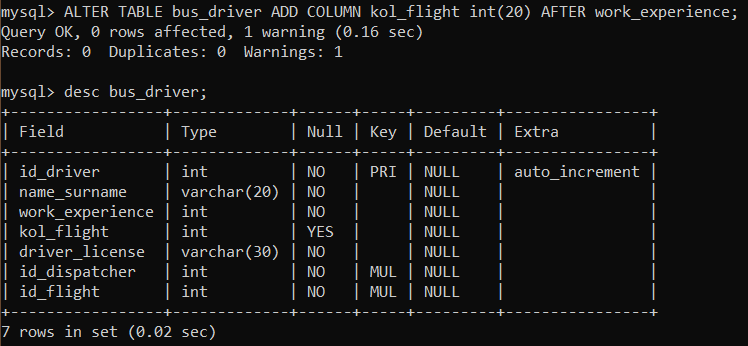 mysql> ALTER TABLE bus_driver ADD COLUMN kol_flight int(20) AFTER work_experience;
Query OK, 0 rows affected, 1 warning (0.16 sec)
Records: 0  Duplicates: 0  Warnings: 1

mysql> desc bus_driver;
+-----------------+-------------+------+-----+---------+----------------+
| Field           | Type        | Null | Key | Default | Extra          |
+-----------------+-------------+------+-----+---------+----------------+
| id_driver       | int         | NO   | PRI | NULL    | auto_increment |
| name_surname    | varchar(20) | NO   |     | NULL    |                |
| work_experience | int         | NO   |     | NULL    |                |
| kol_flight      | int         | YES  |     | NULL    |                |
| driver_license  | varchar(30) | NO   |     | NULL    |                |
| id_dispatcher   | int         | NO   | MUL | NULL    |                |
| id_flight       | int         | NO   | MUL | NULL    |                |
+-----------------+-------------+------+-----+---------+----------------+
7 rows in set (0.02 sec)